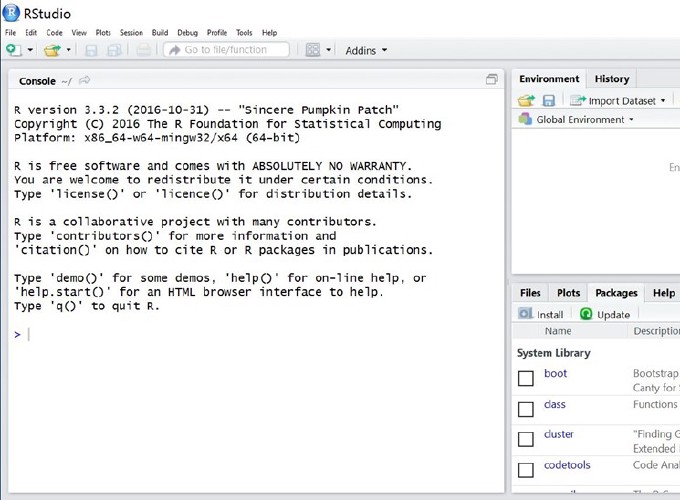 RStudio
File Edit Code View Plots Session Build Debug Profile Tools Help
Go to file/function Addins
Console ~/
R version 3.3.2 (2016-10-31) -- "Sincere Pumpkin Patch"
Copyright (C) 2016 The R Foundation for Statistical Computing
Platform: x86_64-w64-mingw32/x64 (64-bit)
R is free software and comes with ABSOLUTELY NO WARRANTY.
You are welcome to redistribute it under certain conditions.
Type 'license()' or 'licence()' for distribution details.
R is a collaborative project with many contributors.
Type 'contributors()' for more information and
'citation()' on how to cite R or R packages in publications.
Type 'demo()' for some demos, 'help()' for on-line help, or
'help.start()' for an HTML browser interface to help.
Type 'q()' to quit R.
>
Environment History
Import Dataset
Global Environment
En
Files Plots Packages Help
Install Update
Name Descriptio
System Library
boot Bootstrap
Canty for
class Functions
cluster "Finding G
Extended
codetools Code Anal